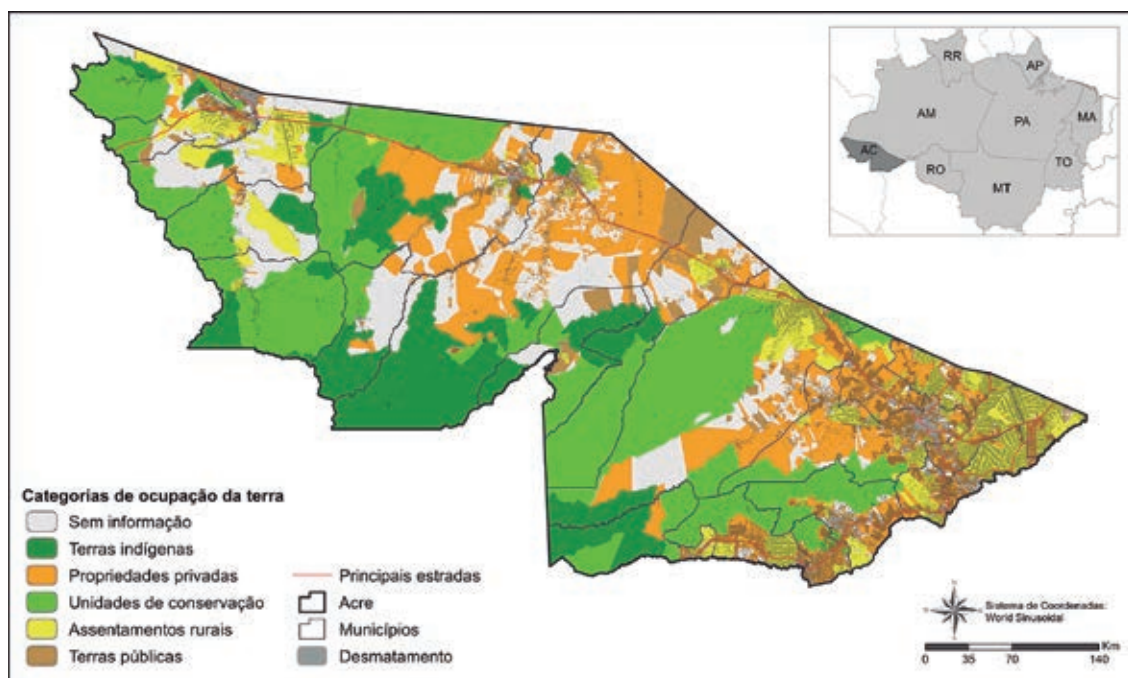 RR
AP
AM
PA
MA
AC
RO
TO
MT
Categorias de ocupação da terra
Sem informação
Terras indígenas
Propriedades privadas
Unidades de conservação
Assentamentos rurais
Terras públicas
Principais estradas
Acre
Municípios
Desmatamento
Sistema de Coordenadas:
World Sinusoidal
0 35 70 140 Km